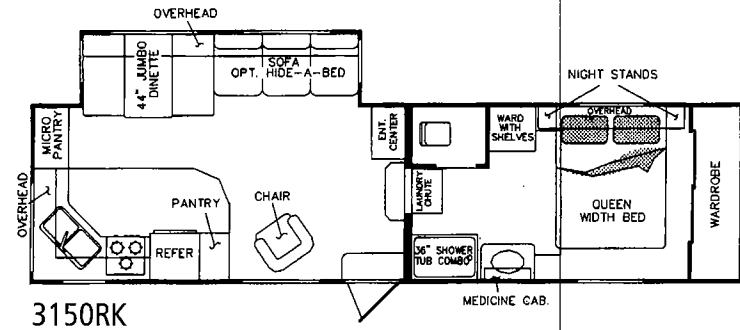 OVERHEAD
44" JUMBO
DINETTE
SOFA
OPT. HIDE-A-BED
NIGHT STANDS
OVERHEAD
MICRO
PANTRY
ENT.
CENTER
WARD
WITH
SHELVES
LAUNDRY
CHUTE
QUEEN
WIDTH BED
WARDROBE
OVERHEAD
PANTRY
CHAIR
REFER
36" SHOWER
TUB COMBO
MEDICINE CAB.
3150RK